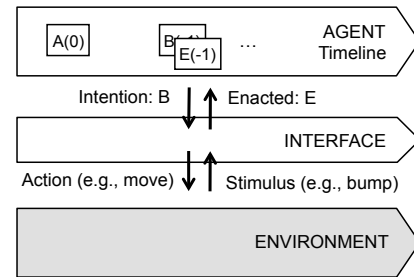 AGENT
Timeline
A(0)
E(-1)
...
Intention: B
Enacted: E
INTERFACE
Action (e.g., move)
Stimulus (e.g., bump)
ENVIRONMENT